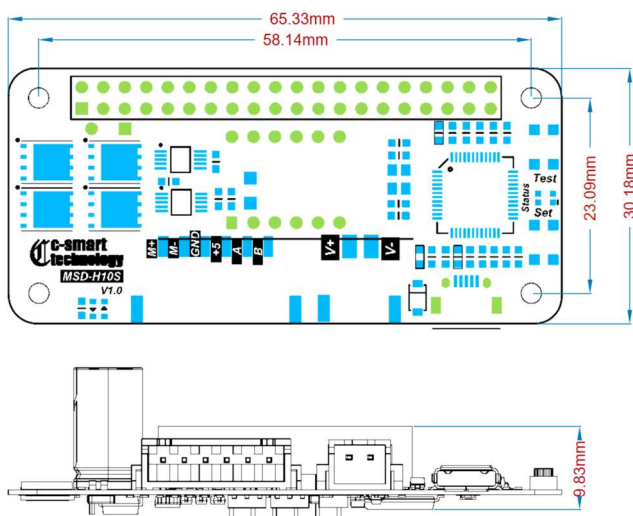 65.33mm
58.14mm
Test
Status
Set
23.09mm
30.18mm
M+
M-
GND
+5
A
B
V+
V-
c-smart
technology
MSD-H10S
V1.0
9.83mm